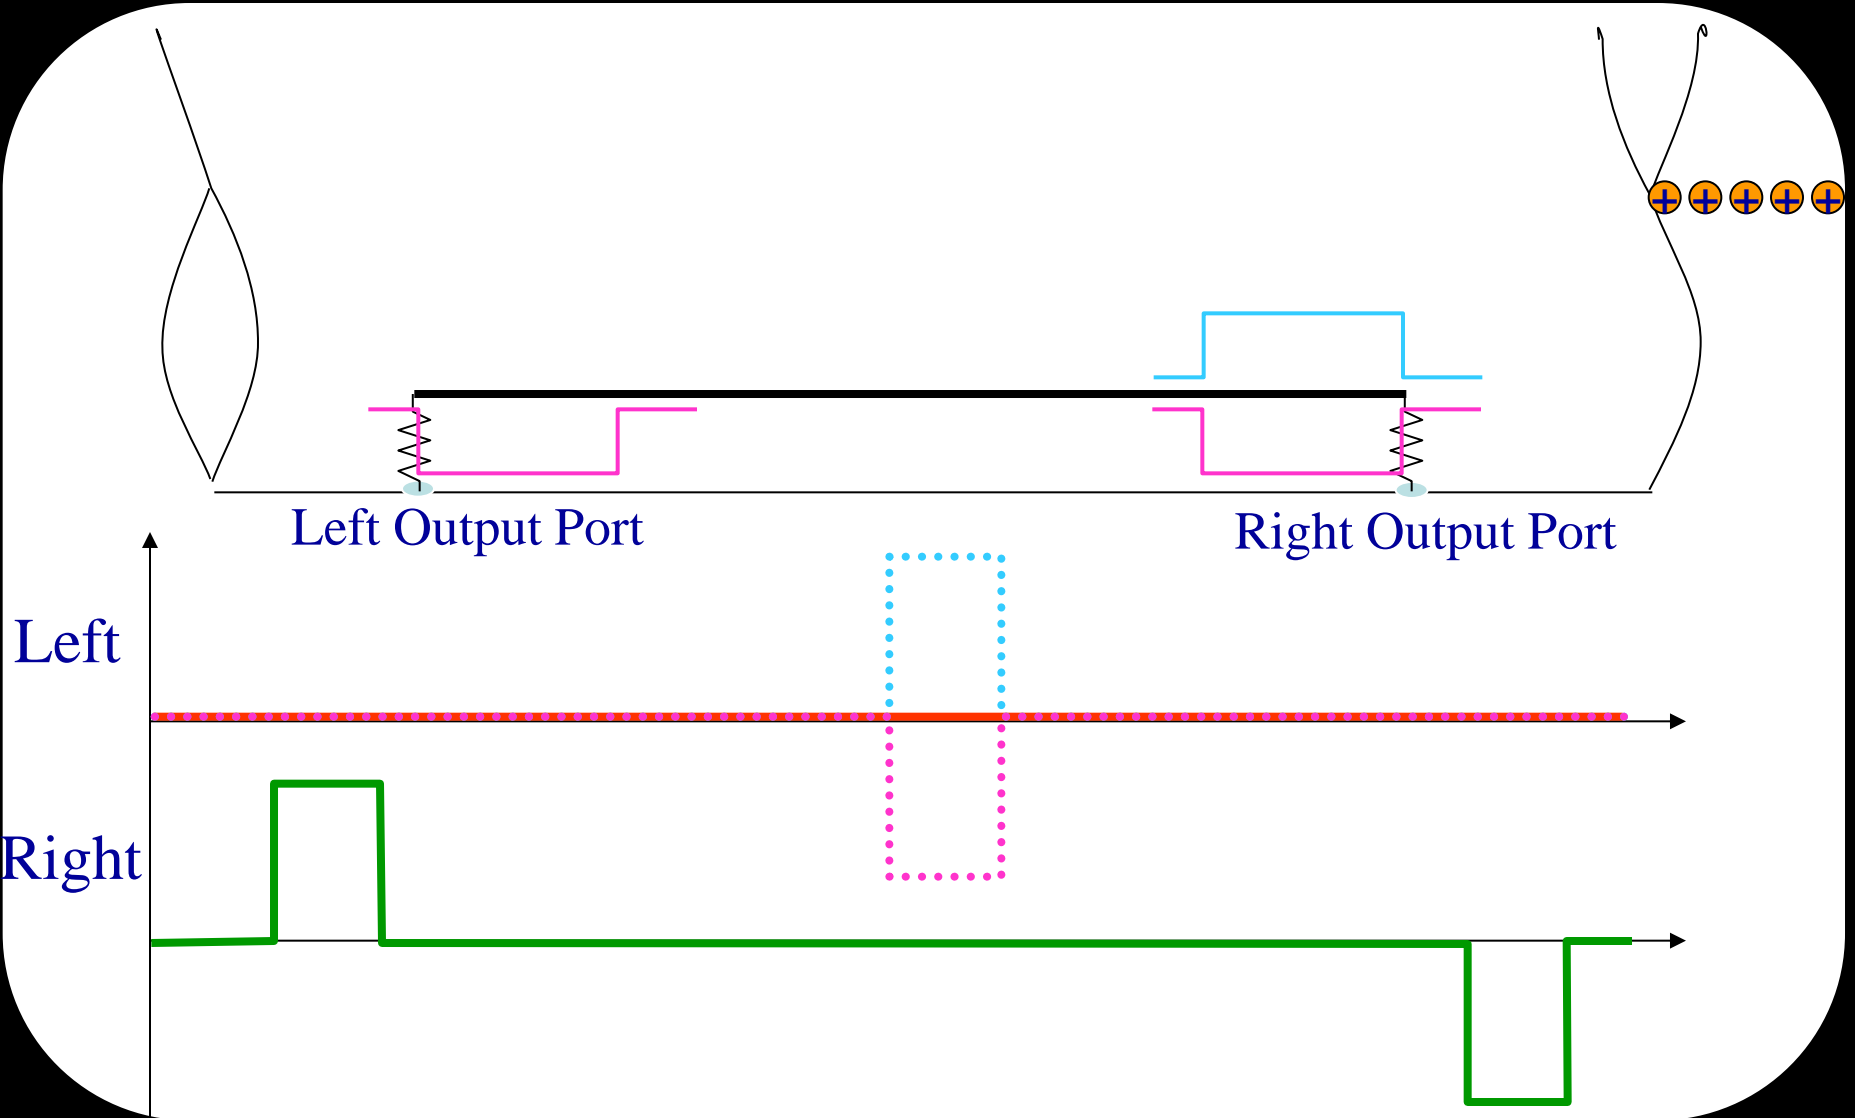 + + + + +
Left Output Port
Right Output Port
Left
Right